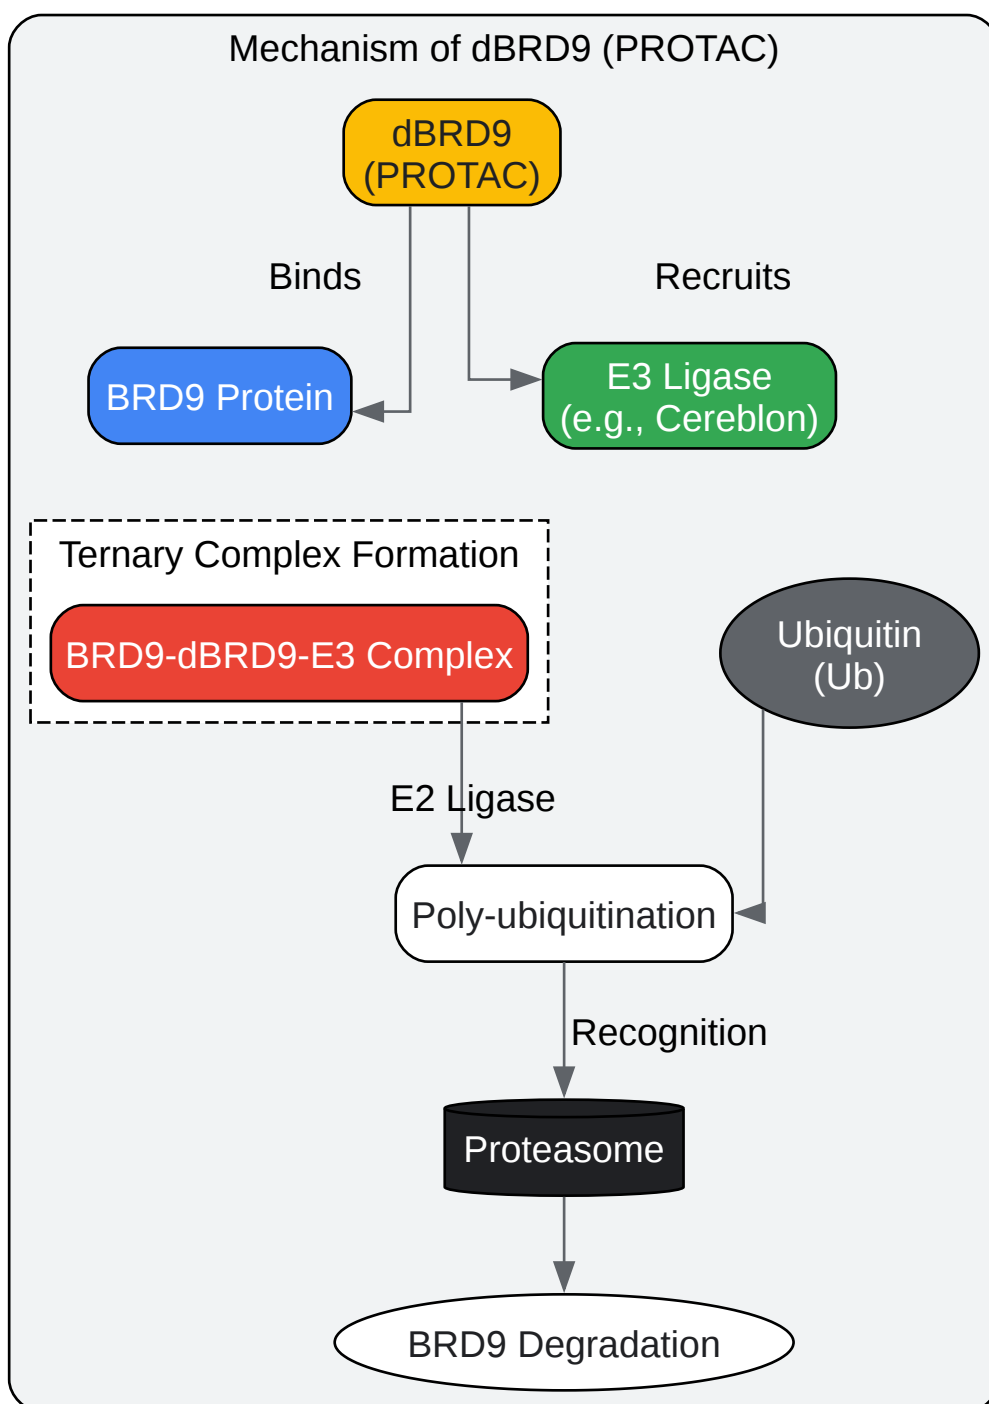 Mechanism of dBRD9 (PROTAC)
dBRD9
(PROTAC)
Binds
Recruits
BRD9 Protein
E3 Ligase
(e.g., Cereblon)
Ternary Complex Formation
BRD9-dBRD9-E3 Complex
Ubiquitin
(Ub)
E2 Ligase
Poly-ubiquitination
Recognition
Proteasome
BRD9 Degradation